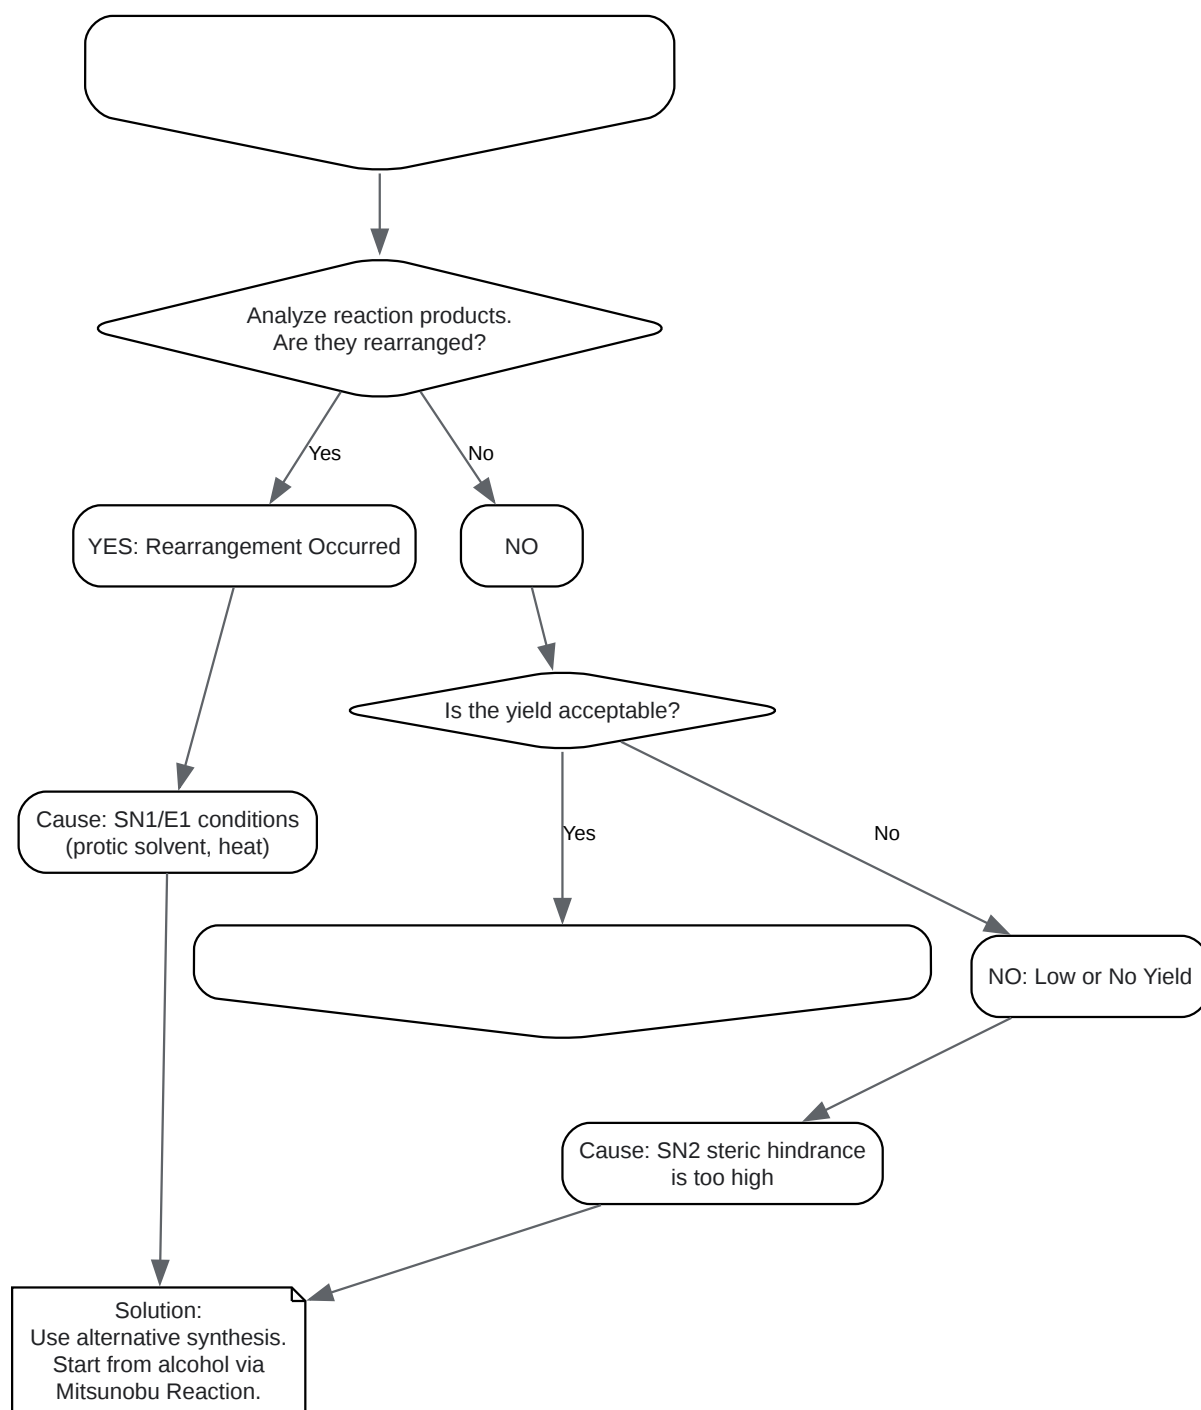 Analyze reaction products.
Are they rearranged?
Yes
No
YES: Rearrangement Occurred
NO
Is the yield acceptable?
Cause: SN1/E1 conditions
(protic solvent, heat)
Yes
No
NO: Low or No Yield
Cause: SN2 steric hindrance
is too high
Solution:
Use alternative synthesis.
Start from alcohol via
Mitsunobu Reaction.